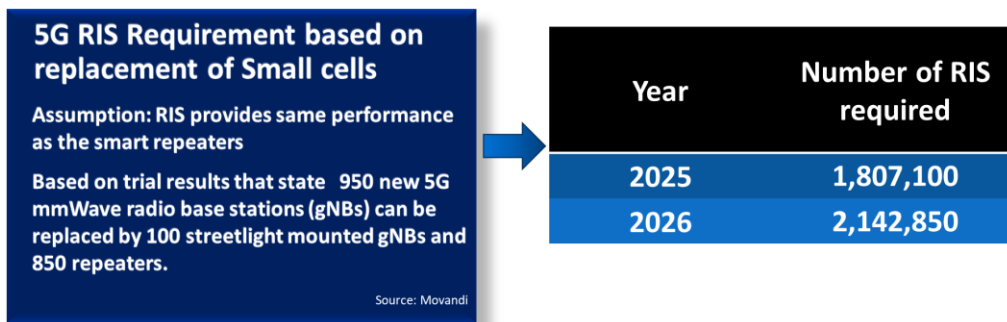 5G RIS Requirement based on
replacement of Small cells
Assumption: RIS provides same performance
as the smart repeaters
Based on trial results that state 950 new 5G
mmWave radio base stations (gNBs) can be
replaced by 100 streetlight mounted gNBs and
850 repeaters.
Source: Movandi
Year Number of RIS
required
2025 1,807,100
2026 2,142,850